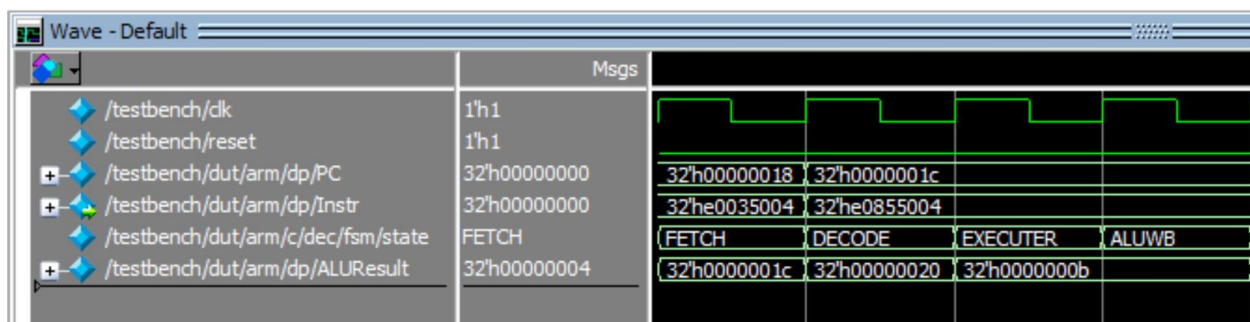 Wave - Default
Msgs
/testbench/clk 1'h1
/testbench/reset 1'h1
/testbench/dut/arm/dp/PC 32'h00000000 32'h00000018 32'h0000001c
/testbench/dut/arm/dp/Instr 32'h00000000 32'he0035004 32'he0855004
/testbench/dut/arm/c/dec/fsm/state FETCH FETCH DECODE EXECUTER ALUWB
/testbench/dut/arm/dp/ALUResult 32'h00000004 32'h0000001c 32'h00000020 32'h0000000b